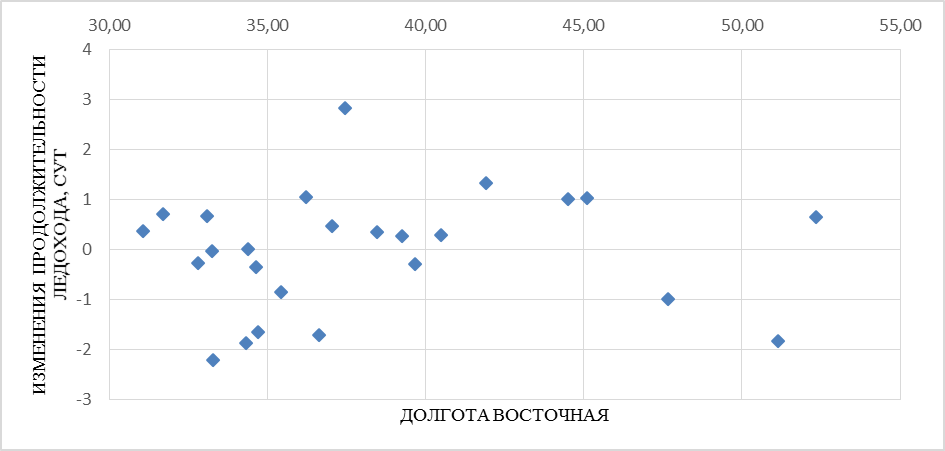 30,00 35,00 40,00 45,00 50,00 55,00
4
3
2
1
0
-1
-2
-3
ИЗМЕНЕНИЯ ПРОДОЛЖИТЕЛЬНОСТИ
ЛЕДОХОДА, СУТ
ДОЛГОТА ВОСТОЧНАЯ